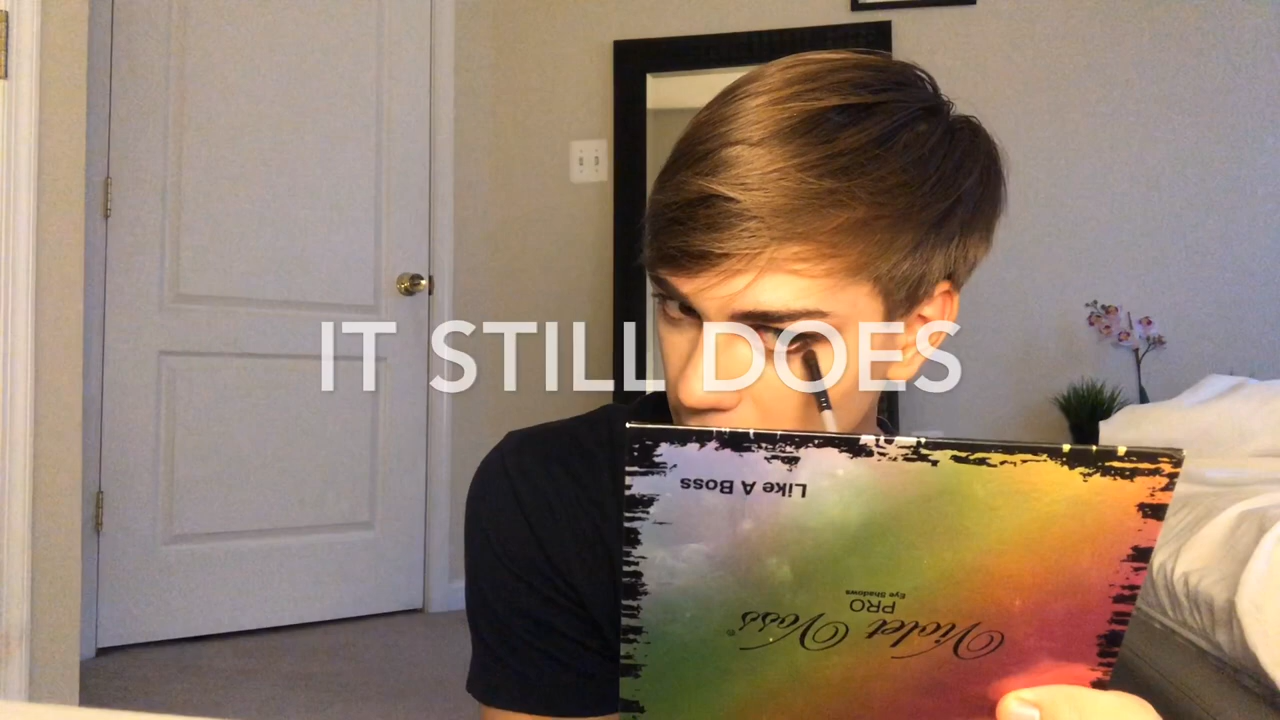 IT STILL DOES
Like A Boss
Eye Shadows
PRO
Violet Voss®